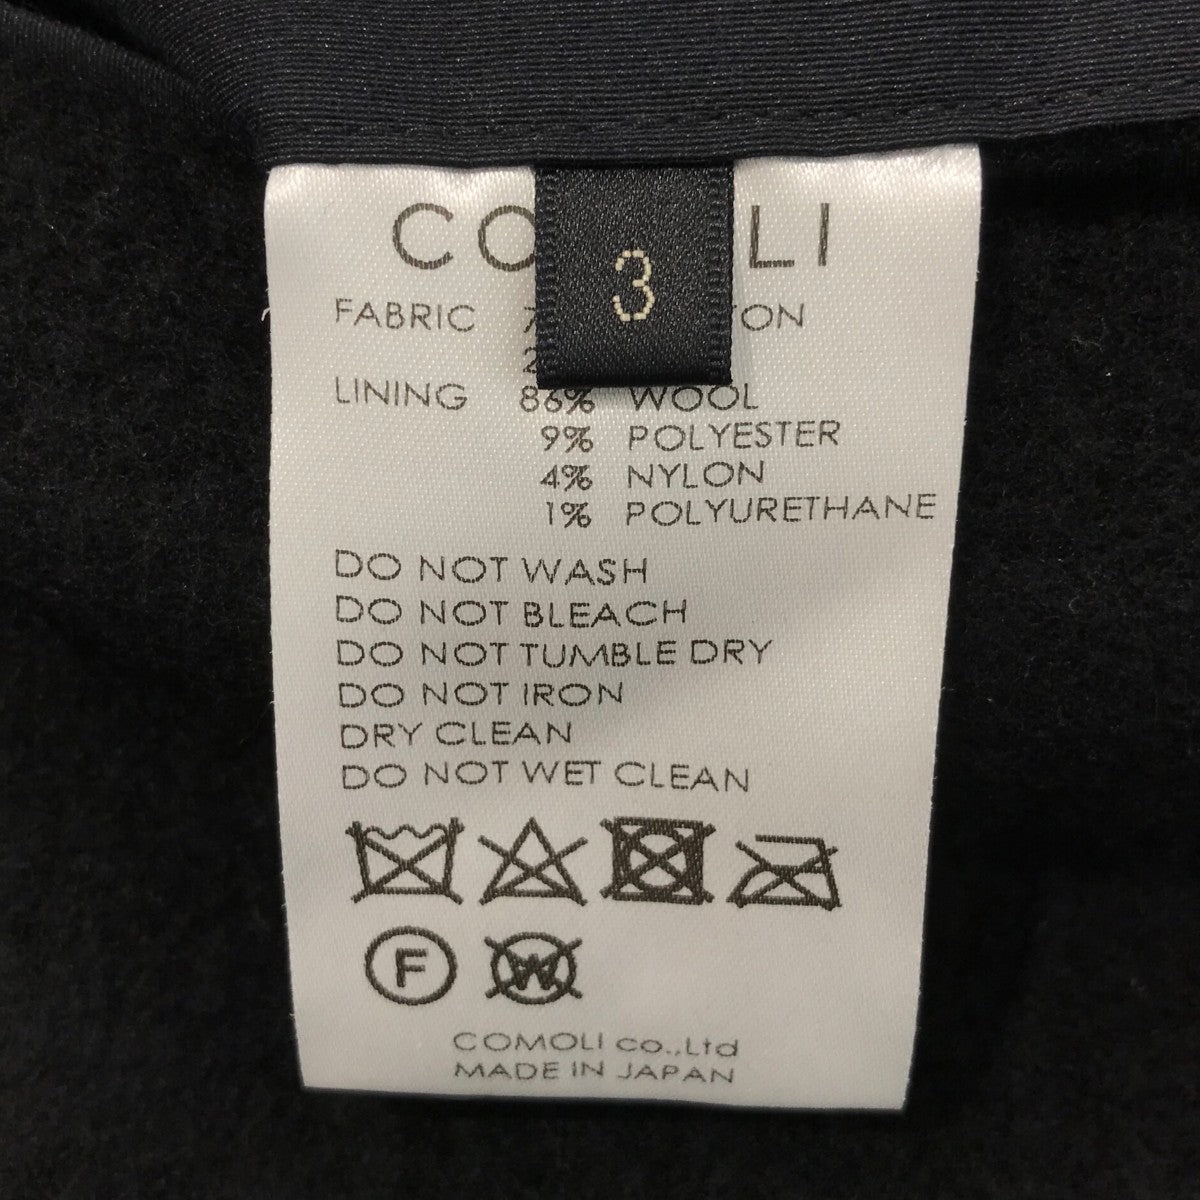 3
FABRIC
LINING 86% WOOL
9% POLYESTER
4% NYLON
1% POLYURETHANE
DO NOT WASH
DO NOT BLEACH
DO NOT TUMBLE DRY
DO NOT IRON
DRY CLEAN
DO NOT WET CLEAN
F W
COMOLI co.,Ltd
MADE IN JAPAN